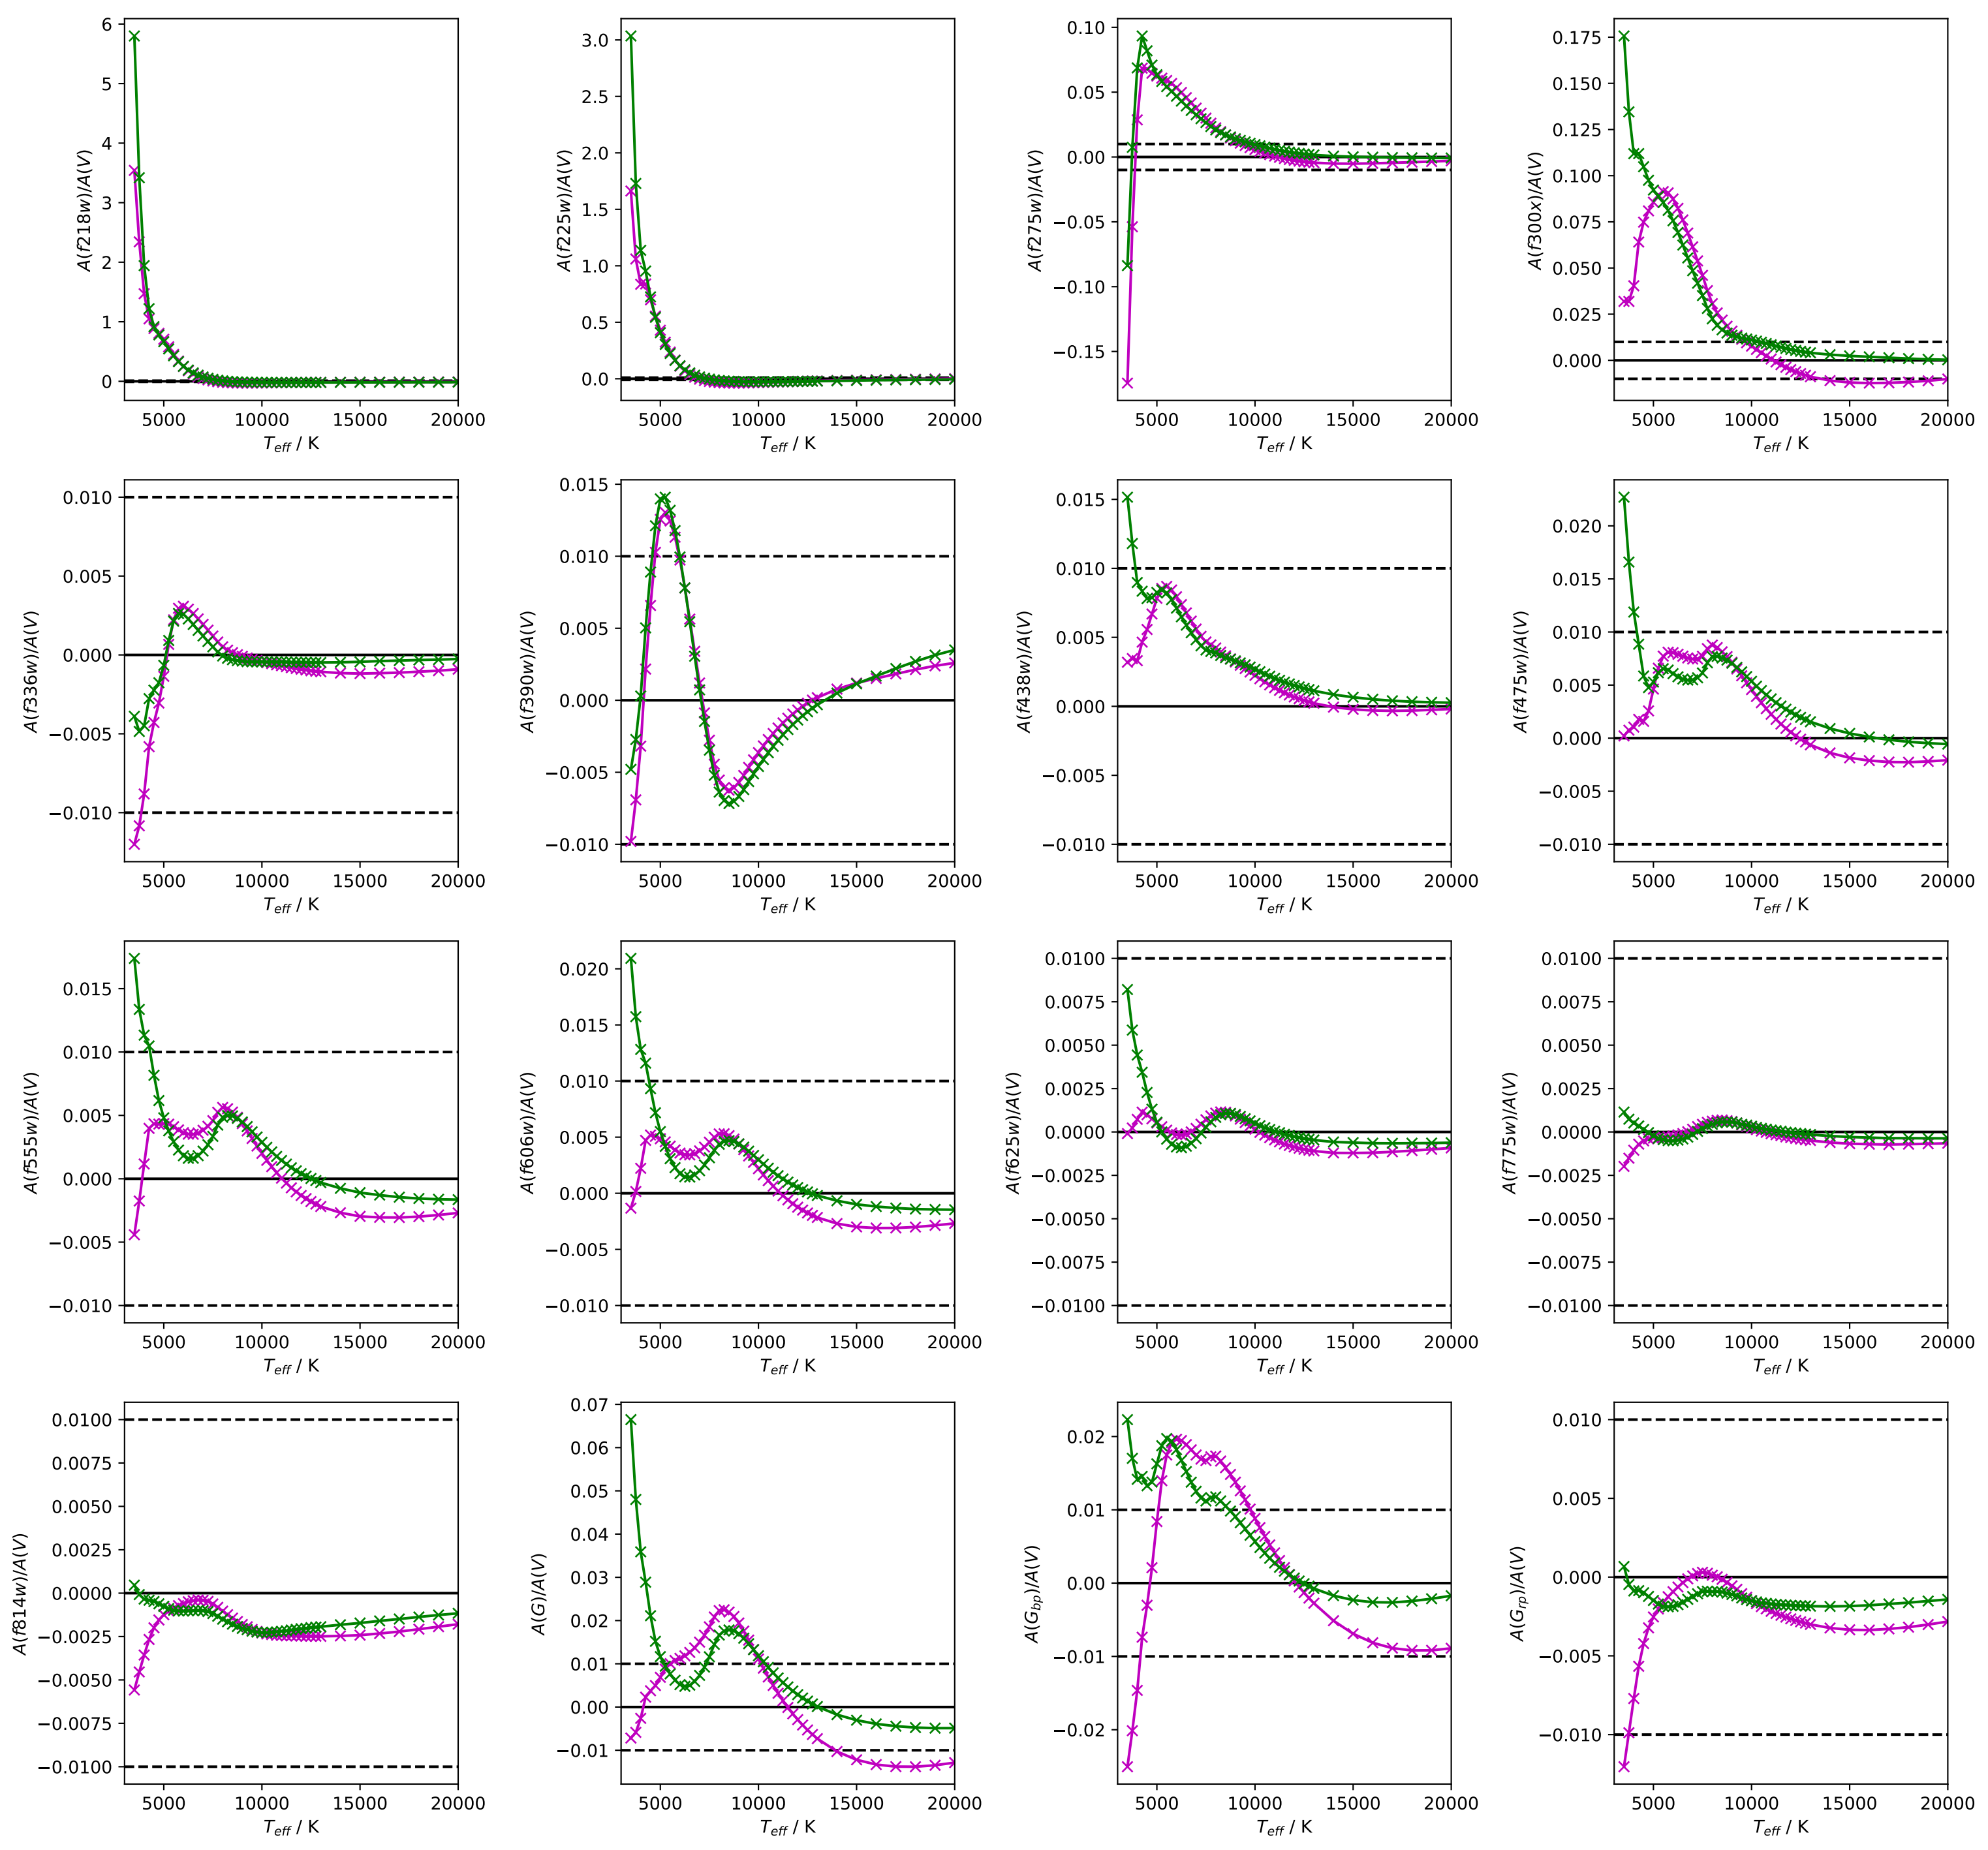 6
5
4
3
2
1
0
A(f218w)/A(V)
5000 10000 15000 20000
T_eff / K
3.0
2.5
2.0
1.5
1.0
0.5
0.0
A(f225w)/A(V)
5000 10000 15000 20000
T_eff / K
0.10
0.05
0.00
−0.05
−0.10
−0.15
A(f275w)/A(V)
5000 10000 15000 20000
T_eff / K
0.175
0.150
0.125
0.100
0.075
0.050
0.025
0.000
A(f300x)/A(V)
5000 10000 15000 20000
T_eff / K
0.010
0.005
0.000
−0.005
−0.010
A(f336w)/A(V)
5000 10000 15000 20000
T_eff / K
0.015
0.010
0.005
0.000
−0.005
−0.010
A(f390w)/A(V)
5000 10000 15000 20000
T_eff / K
0.015
0.010
0.005
0.000
−0.005
−0.010
A(f438w)/A(V)
5000 10000 15000 20000
T_eff / K
0.020
0.015
0.010
0.005
0.000
−0.005
−0.010
A(f475w)/A(V)
5000 10000 15000 20000
T_eff / K
0.015
0.010
0.005
0.000
−0.005
−0.010
A(f555w)/A(V)
5000 10000 15000 20000
T_eff / K
0.020
0.015
0.010
0.005
0.000
−0.005
−0.010
A(f606w)/A(V)
5000 10000 15000 20000
T_eff / K
0.0100
0.0075
0.0050
0.0025
0.0000
−0.0025
−0.0050
−0.0075
−0.0100
A(f625w)/A(V)
5000 10000 15000 20000
T_eff / K
0.0100
0.0075
0.0050
0.0025
0.0000
−0.0025
−0.0050
−0.0075
−0.0100
A(f775w)/A(V)
5000 10000 15000 20000
T_eff / K
0.0100
0.0075
0.0050
0.0025
0.0000
−0.0025
−0.0050
−0.0075
−0.0100
A(f814w)/A(V)
5000 10000 15000 20000
T_eff / K
0.07
0.06
0.05
0.04
0.03
0.02
0.01
0.00
−0.01
A(G)/A(V)
5000 10000 15000 20000
T_eff / K
0.02
0.01
0.00
−0.01
−0.02
A(G_bp)/A(V)
5000 10000 15000 20000
T_eff / K
0.010
0.005
0.000
−0.005
−0.010
A(G_rp)/A(V)
5000 10000 15000 20000
T_eff / K